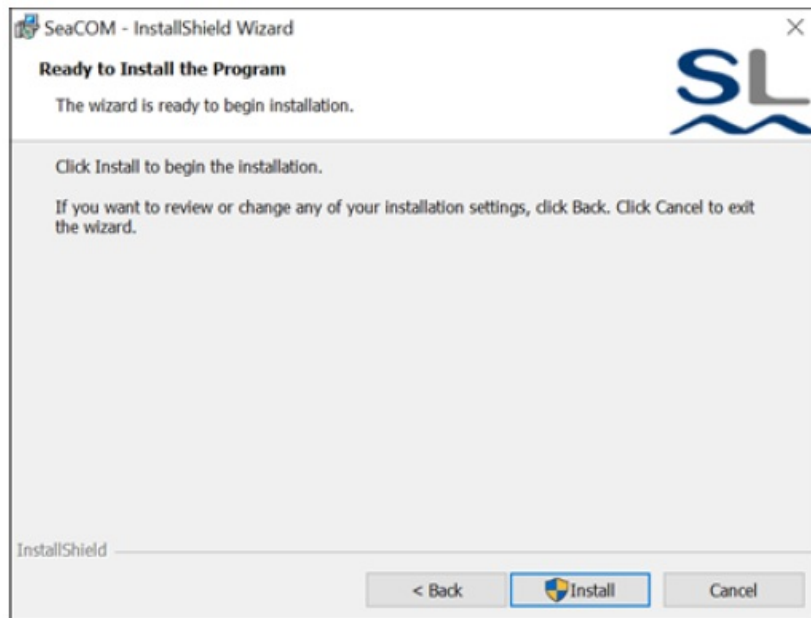 SeaCOM - InstallShield Wizard
Ready to Install the Program
The wizard is ready to begin installation.
SL
Click Install to begin the installation.
If you want to review or change any of your installation settings, click Back. Click Cancel to exit
the wizard.
InstallShield
< Back
Install
Cancel